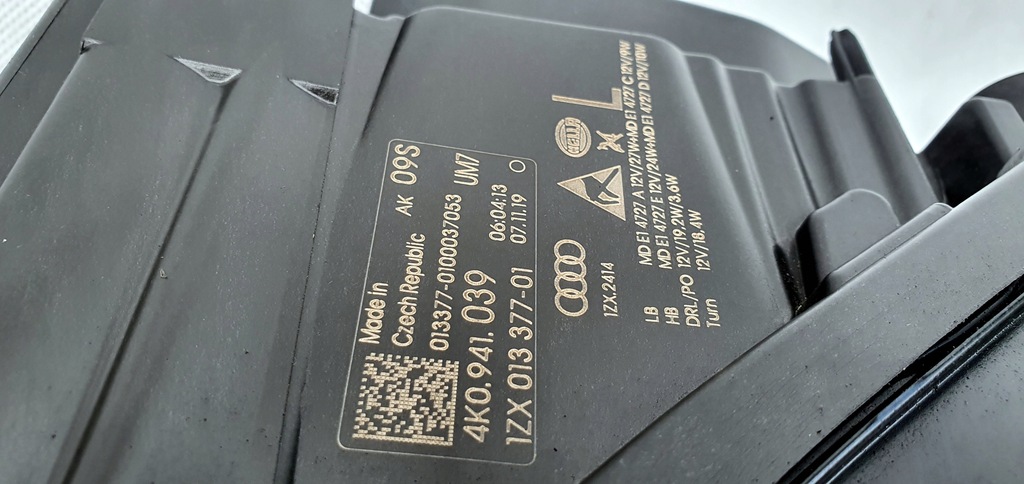 Made in
Czech Republic AK 09S
013377-0100037053 UM7
4K0.941.039 06:04:13
1ZX 013 377-01 07.11.19
HELLA L
1ZX.2414
LB MD E1 4727 A 12V/27W+MD E1 4727 C 12V/19W
HB MD E1 4727 E 12V/24W+MD E1 4727 D 12V/10W
DRL/PO 12V/19.2W/3.6W
Turn 12V/18.4W